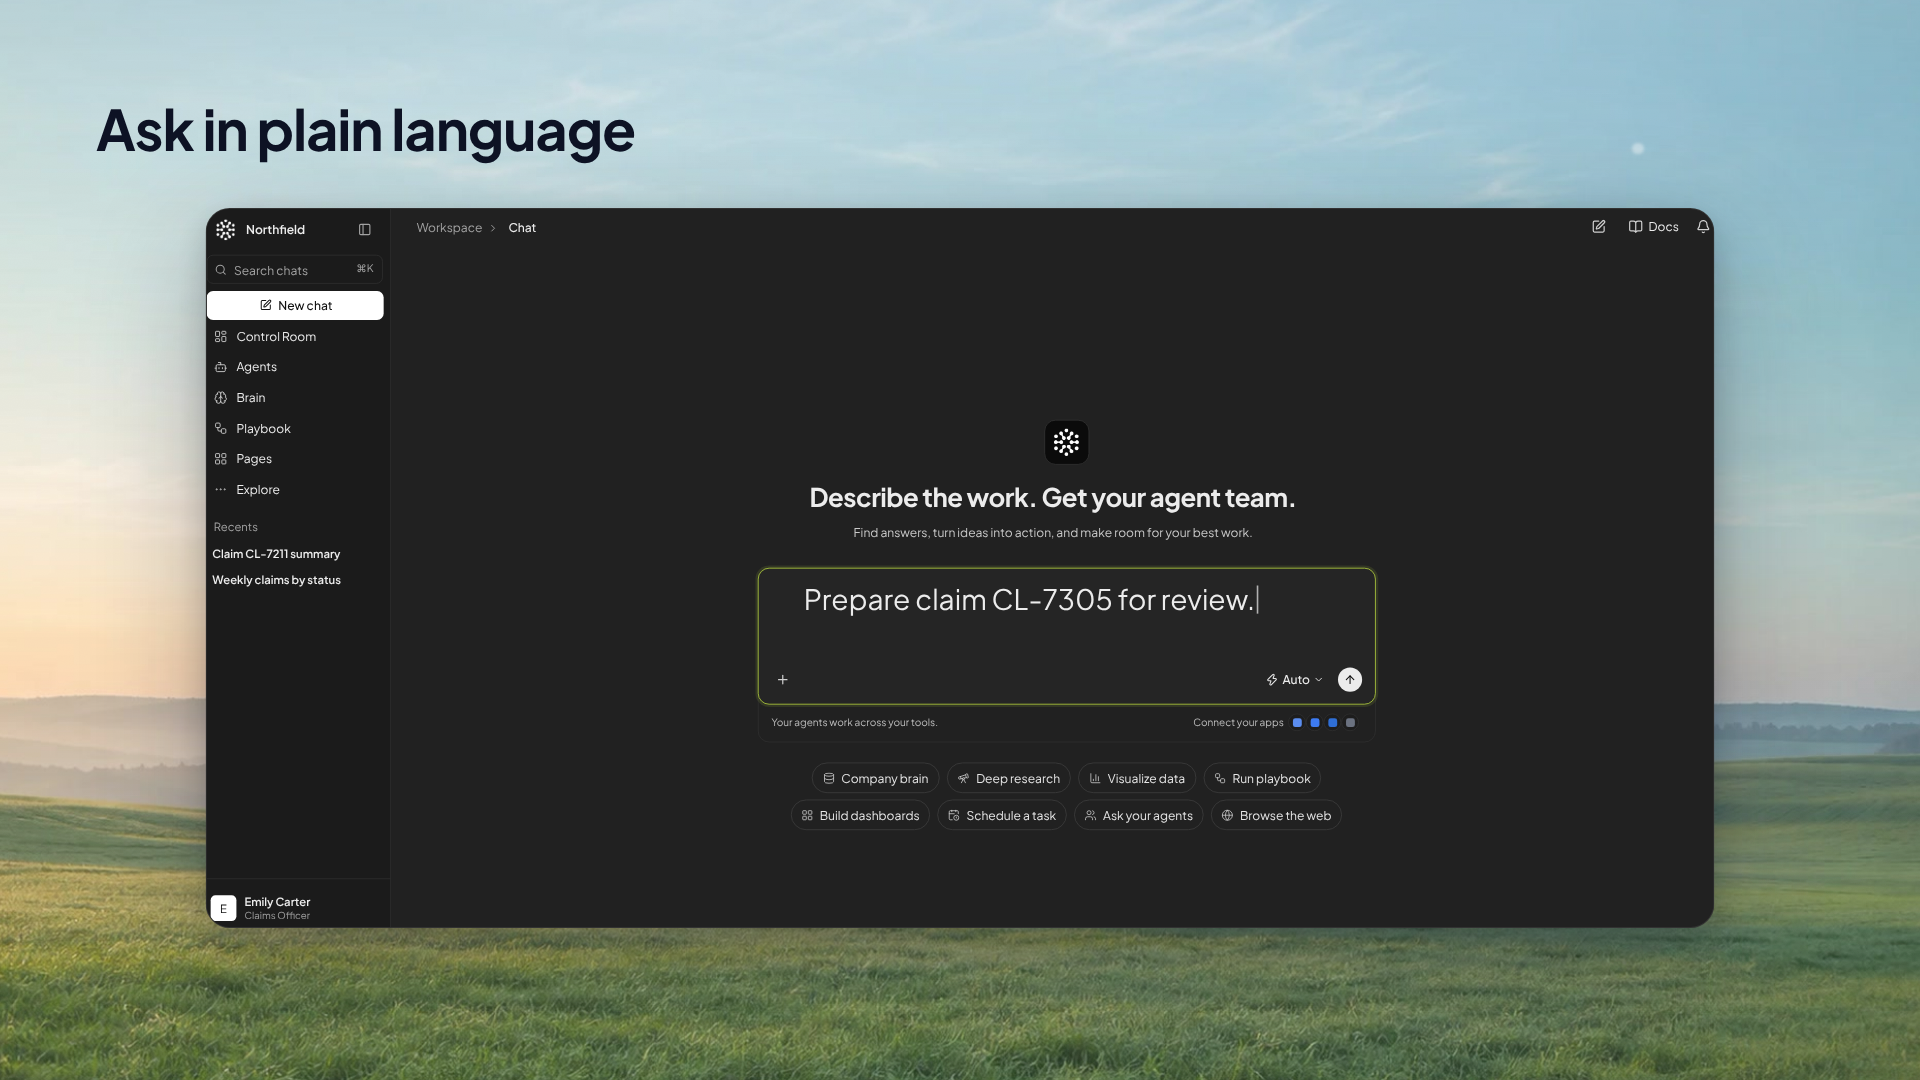 Ask in plain language
Northfield
Workspace > Chat
Docs
Search chats ⌘K
New chat
Control Room
Agents
Brain
Playbook
Pages
Explore
Recents
Claim CL-7211 summary
Weekly claims by status
Describe the work. Get your agent team.
Find answers, turn ideas into action, and make room for your best work.
Prepare claim CL-7305 for review.
Auto
Your agents work across your tools. Connect your apps
Company brain Deep research Visualize data Run playbook
Build dashboards Schedule a task Ask your agents Browse the web
E
Emily Carter
Claims Officer